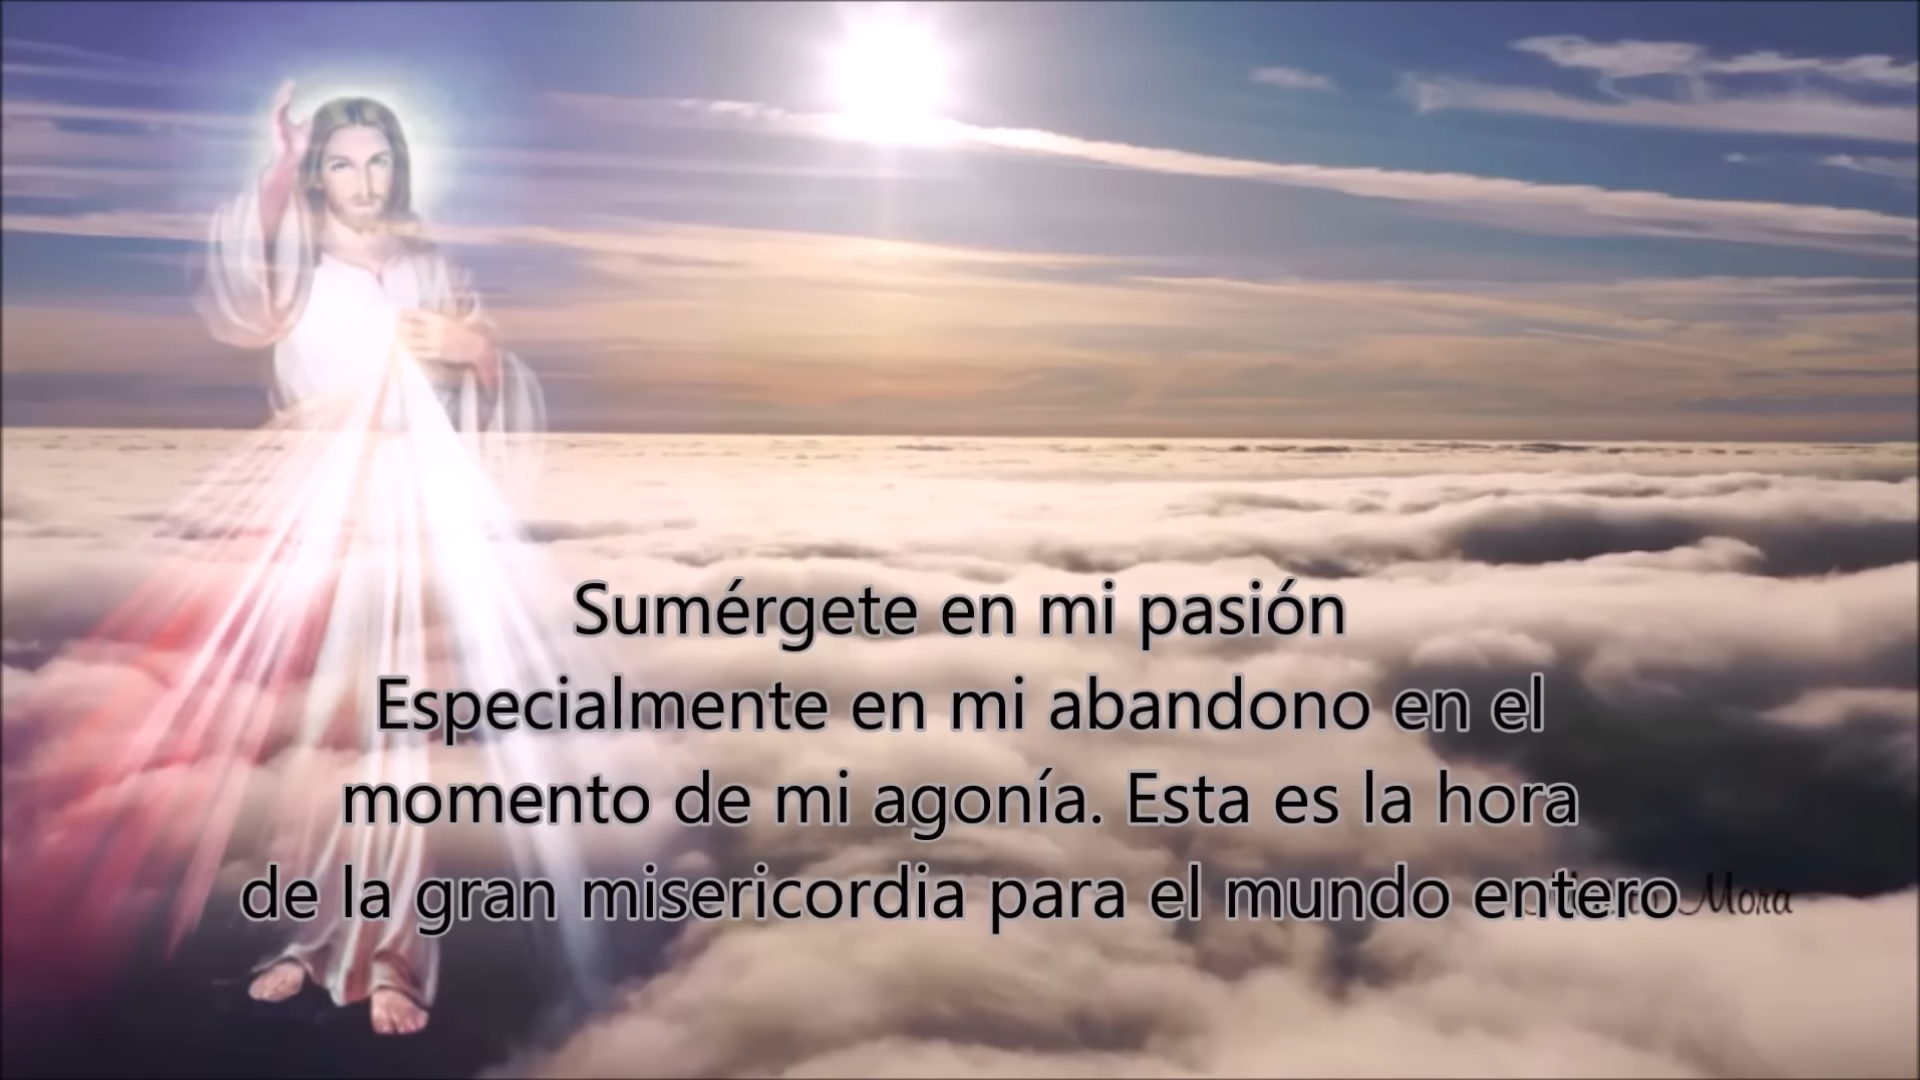 Sumérgete en mi pasión
Especialmente en mi abandono en el
momento de mi agonía. Esta es la hora
de la gran misericordia para el mundo entero
Mora